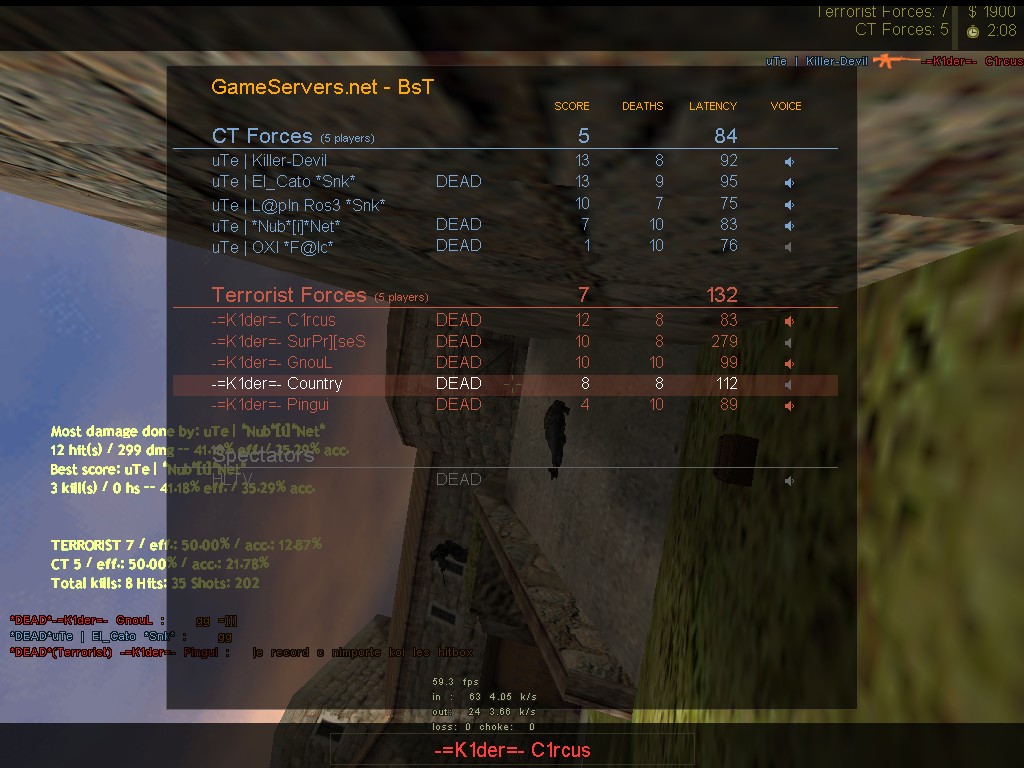 Terrorist Forces: 7 $ 1900
CT Forces: 5 2:08
uTe | Killer-Devil -=K1der=- C1rcus
GameServers.net - BsT
SCORE DEATHS LATENCY VOICE
CT Forces (5 players) 5 84
uTe | Killer-Devil 13 8 92
uTe | El_Cato *Snk* DEAD 13 9 95
uTe | L@p!n Ros3 *Snk* 10 7 75
uTe | *Nub*[i]*Net* DEAD 7 10 83
uTe | OXI *F@lc* DEAD 1 10 76
Terrorist Forces (5 players) 7 132
-=K1der=- C1rcus DEAD 12 8 83
-=K1der=- SurPr][seS DEAD 10 8 279
-=K1der=- GnouL DEAD 10 10 99
-=K1der=- Country DEAD 8 8 112
-=K1der=- Pingui DEAD 4 10 89
Most damage done by: uTe | *Nub*[i]*Net*
12 hit(s) / 299 dmg -- 41.18% eff. / 35.29% acc.
Spectators
Best score: uTe | *Nub*[i]*Net*
HLTV DEAD
3 kill(s) / 0 hs -- 41.18% eff. / 35.29% acc.
TERRORIST 7 / eff.: 50.00% / acc.: 12.87%
CT 5 / eff.: 50.00% / acc.: 21.78%
Total kills: 8 Hits: 35 Shots: 202
*DEAD*-=K1der=- GnouL : gg =]]]
*DEAD*uTe | El_Cato *Snk* : gg
*DEAD*(Terrorist) -=K1der=- Pingui : je record c nimporte koi les hitbox
59.3 fps
in : 63 4.05 k/s
out: 24 3.66 k/s
loss: 0 choke: 0
-=K1der=- C1rcus